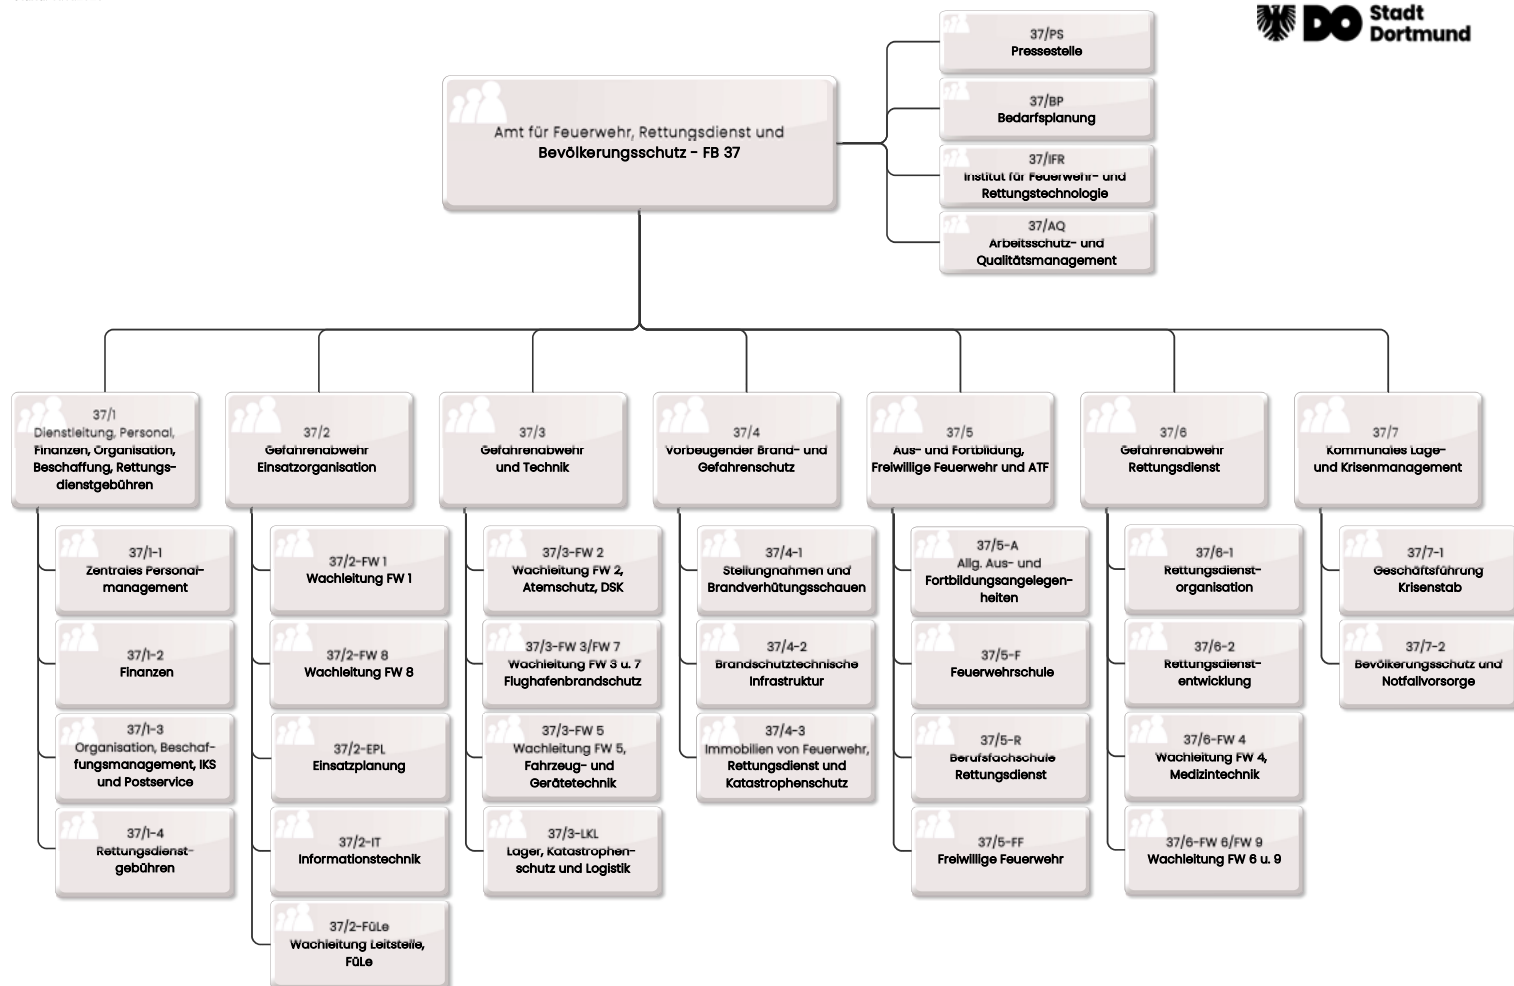 DO Stadt
Dortmund
37/PS
Pressestelle
Amt für Feuerwehr, Rettungsdienst und
Bevölkerungsschutz - FB 37
37/BP
Bedarfsplanung
37/IFR
Institut für Feuerwehr- und
Rettungstechnologie
37/AQ
Arbeitsschutz- und
Qualitätsmanagement
37/1
Dienstleitung, Personal,
Finanzen, Organisation,
Beschaffung, Rettungs-
dienstgebühren
37/1-1
Zentrales Personal-
management
37/1-2
Finanzen
37/1-3
Organisation, Beschaf-
fungsmanagement, IKS
und Postservice
37/1-4
Rettungsdienst-
gebühren
37/2
Gefahrenabwehr
Einsatzorganisation
37/2-FW 1
Wachleitung FW 1
37/2-FW 8
Wachleitung FW 8
37/2-EPL
Einsatzplanung
37/2-IT
Informationstechnik
37/2-FüLe
Wachleitung Leitstelle,
FüLe
37/3
Gefahrenabwehr
und Technik
37/3-FW 2
Wachleitung FW 2,
Atemschutz, DSK
37/3-FW 3/FW 7
Wachleitung FW 3 u. 7
Flughafenbrandschutz
37/3-FW 5
Wachleitung FW 5,
Fahrzeug- und
Gerätetechnik
37/3-LKL
Lager, Katastrophen-
schutz und Logistik
37/4
Vorbeugender Brand- und
Gefahrenschutz
37/4-1
Stellungnahmen und
Brandverhütungsschauen
37/4-2
Brandschutztechnische
Infrastruktur
37/4-3
Immobilien von Feuerwehr,
Rettungsdienst und
Katastrophenschutz
37/5
Aus- und Fortbildung,
Freiwillige Feuerwehr und ATF
37/5-A
Allg. Aus- und
Fortbildungsangelegen-
heiten
37/5-F
Feuerwehrschule
37/5-R
Berufsfachschule
Rettungsdienst
37/5-FF
Freiwillige Feuerwehr
37/6
Gefahrenabwehr
Rettungsdienst
37/6-1
Rettungsdienst-
organisation
37/6-2
Rettungsdienst-
entwicklung
37/6-FW 4
Wachleitung FW 4,
Medizintechnik
37/6-FW 6/FW 9
Wachleitung FW 6 u. 9
37/7
Kommunales Lage-
und Krisenmanagement
37/7-1
Geschäftsführung
Krisenstab
37/7-2
Bevölkerungsschutz und
Notfallvorsorge